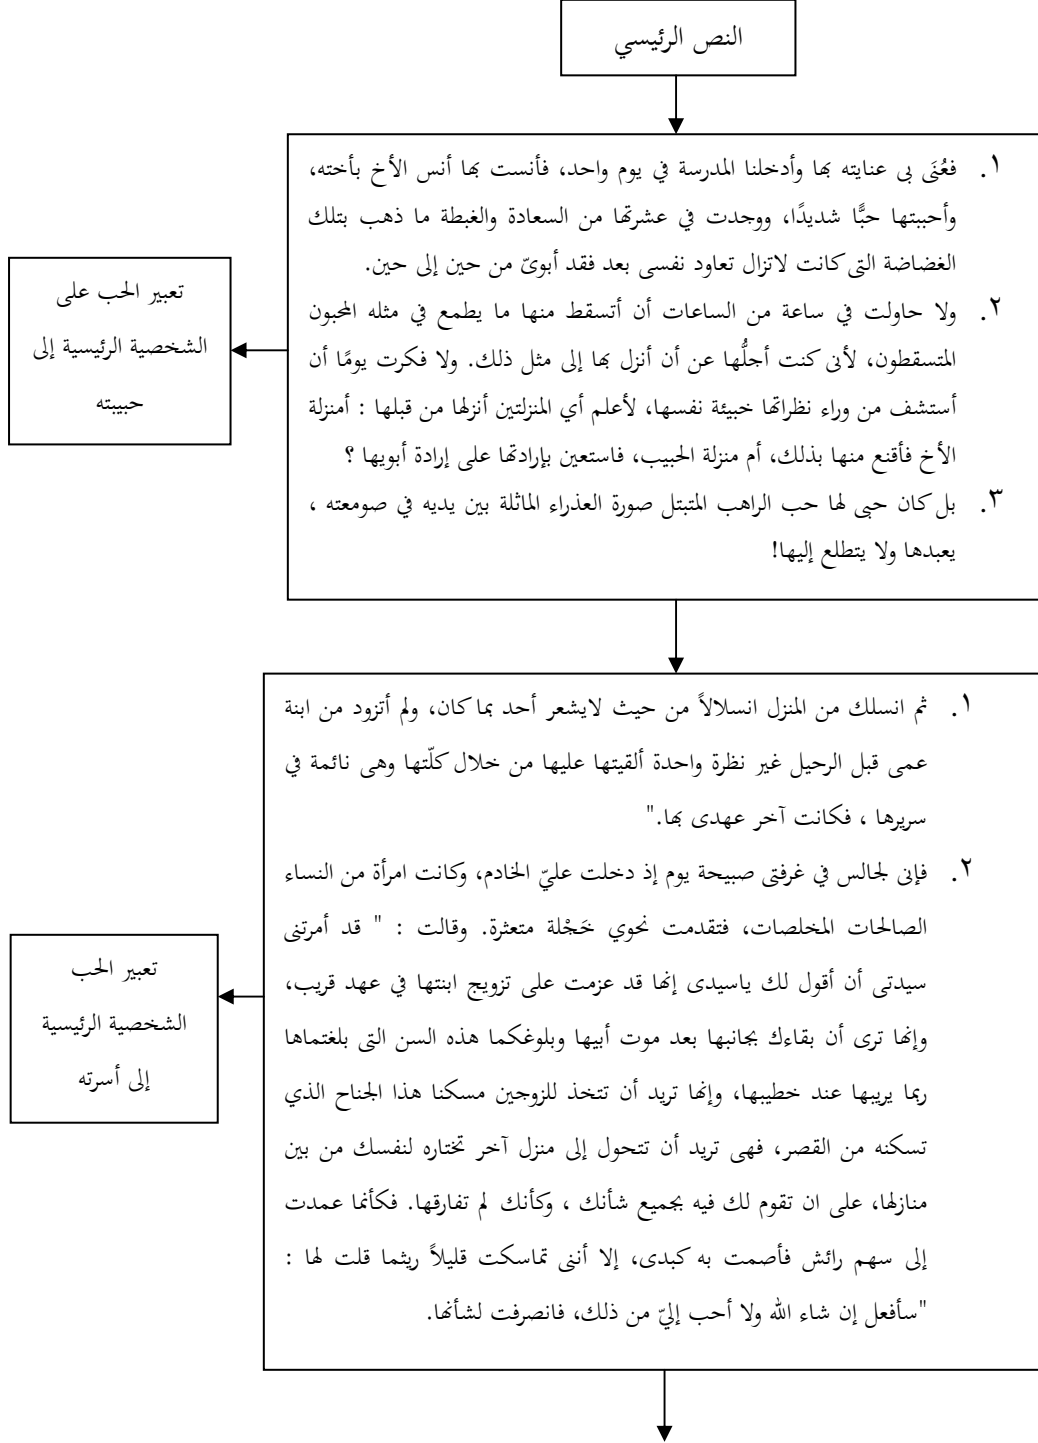 النص الرئيسي
١. فعُنَى بى عنايته بها وأدخلنا المدرسة في يوم واحد، فأنست بها أنس الأخ بأخته،
وأحببتها حبًّا شديدًا، ووجدت في عشرتها من السعادة والغبطة ما ذهب بتلك
الغضاضة التى كانت لاتزال تعاود نفسى بعد فقد أبوىّ من حين إلى حين.
٢. ولا حاولت في ساعة من الساعات أن أتسقط منها ما يطمع في مثله المحبون
المتسقطون، لأنى كنت أجلُّها عن أن أنزل بها إلى مثل ذلك. ولا فكرت يومًا أن
أستشف من وراء نظراتها خبيئة نفسها، لأعلم أي المنزلتين أنزلها من قبلها : أمنزلة
الأخ فأقنع منها بذلك، أم منزلة الحبيب، فاستعين بإرادتها على إرادة أبويها ؟
٣. بل كان حبى لها حب الراهب المتبتل صورة العذراء الماثلة بين يديه في صومعته ،
يعبدها ولا يتطلع إليها!
تعبير الحب على
الشخصية الرئيسية إلى
حبيبته
١. ثم انسلك من المنزل انسلالاً من حيث لايشعر أحد بما كان، ولم أتزود من ابنة
عمى قبل الرحيل غير نظرة واحدة ألقيتها عليها من خلال كلّتها وهى نائمة في
سريرها ، فكانت آخر عهدى بها."
٢. فإنى لجالس في غرفتى صبيحة يوم إذ دخلت عليّ الخادم، وكانت امرأة من النساء
الصالحات المخلصات، فتقدمت نحوي خَجْلة متعثرة. وقالت : " قد أمرتنى
سيدتى أن أقول لك ياسيدى إنها قد عزمت على تزويج ابنتها في عهد قريب،
وإنها ترى أن بقاءك بجانبها بعد موت أبيها وبلوغكما هذه السن التى بلغتماها
ربما يريبها عند خطيبها، وإنها تريد أن تتخذ للزوجين مسكنا هذا الجناح الذي
تسكنه من القصر، فهى تريد أن تتحول إلى منزل آخر تختاره لنفسك من بين
منازلها، على ان تقوم لك فيه بجميع شأنك ، وكأنك لم تفارقها. فكأنما عمدت
إلى سهم رائش فأصمت به كبدى، إلا أننى تماسكت قليلاً ريثما قلت لها :
"سأفعل إن شاء الله ولا أحب إليّ من ذلك، فانصرفت لشأنها.
تعبير الحب
الشخصية الرئيسية
إلى أسرته